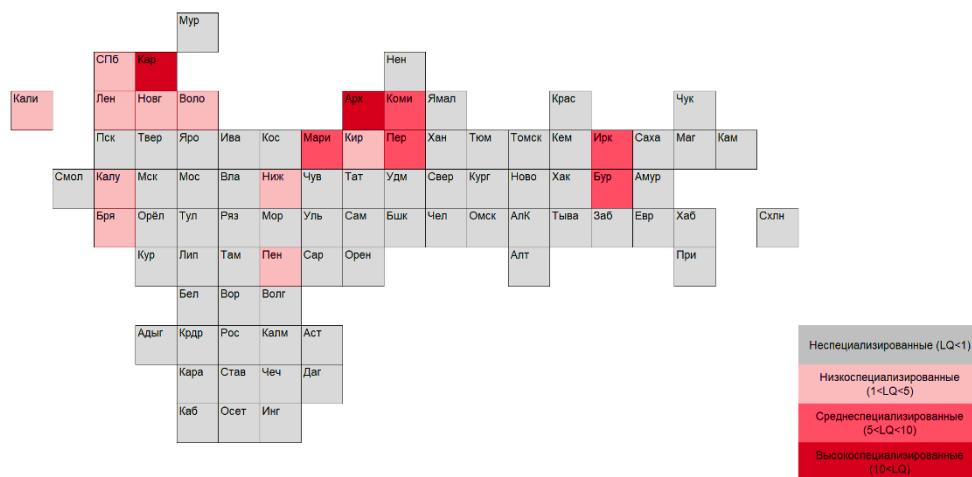 Мур
СПб Кар Нен
Кали Лен Новг Воло Арх Коми Ямал Крас Чук
Пск Твер Яро Ива Кос Мари Кир Пер Хан Тюм Томск Кем Ирк Саха Маг Кам
Смол Калу Мск Мос Вла Ниж Чув Тат Удм Свер Кург Ново Хак Бур Амур
Бря Орёл Тул Ряз Мор Уль Сам Бшк Чел Омск АлК Тыва Заб Евр Хаб Схлн
Кур Лип Там Пен Сар Орен Алт При
Бел Вор Волг
Адыг Крдр Рос Калм Аст
Кара Став Чеч Даг
Каб Осет Инг
Неспециализированные (LQ<1)
Низкоспециализированные
(1<LQ<5)
Среднеспециализированные
(5<LQ<10)
Высокоспециализированные
(10<LQ)